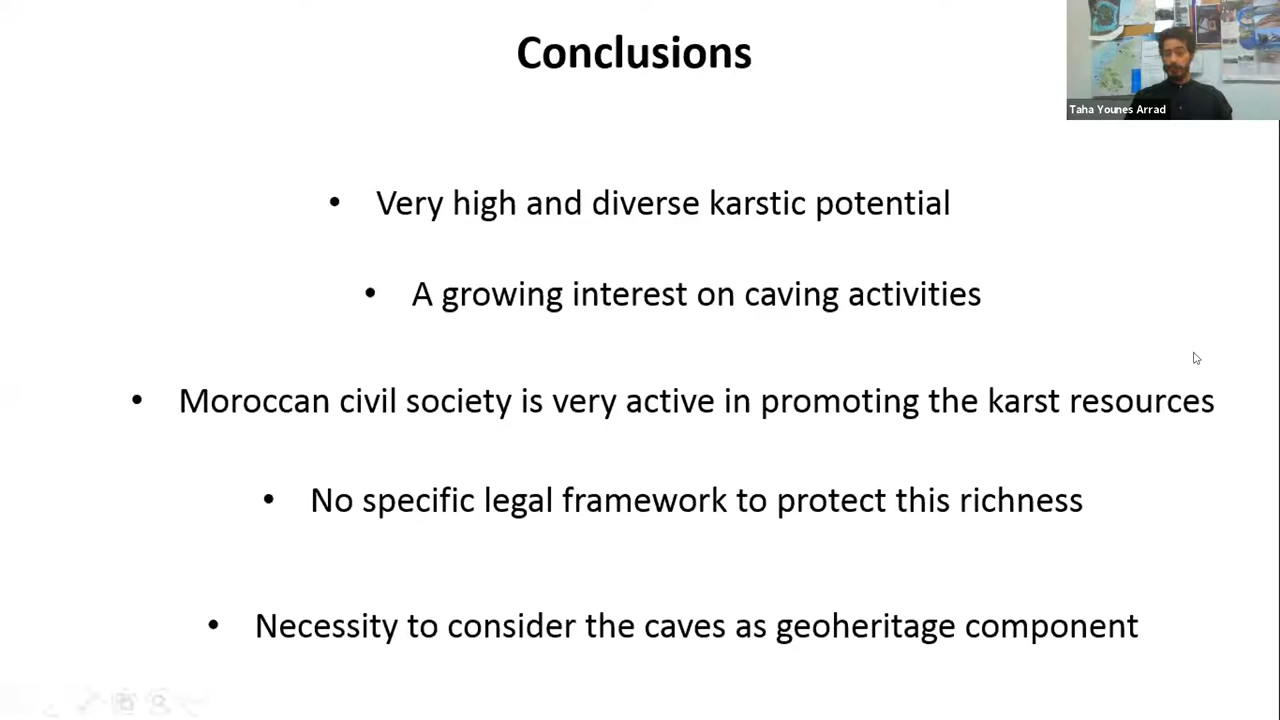 Conclusions
Taha Younes Arrad
• Very high and diverse karstic potential
• A growing interest on caving activities
• Moroccan civil society is very active in promoting the karst resources
• No specific legal framework to protect this richness
• Necessity to consider the caves as geoheritage component